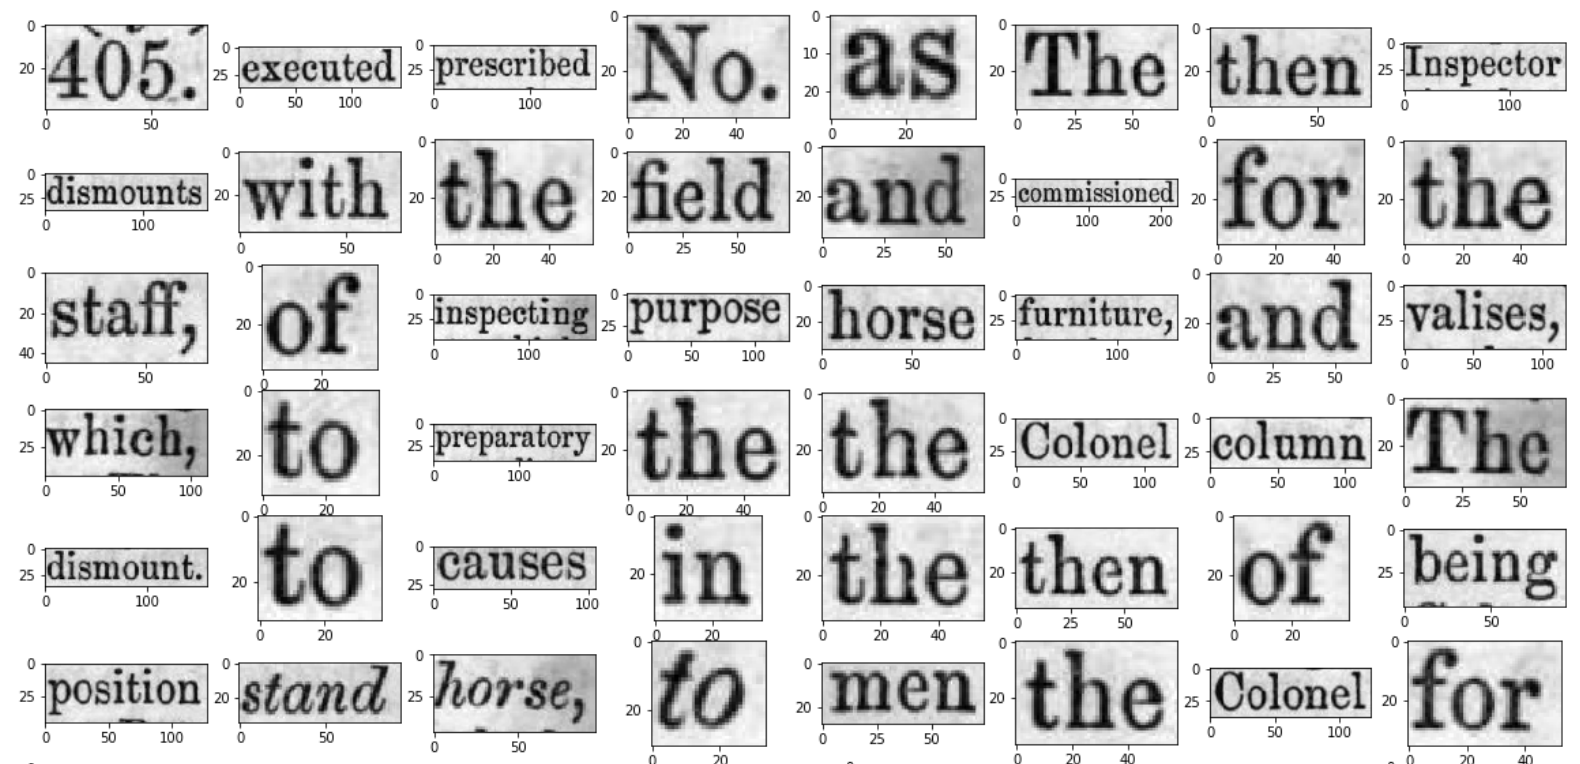 0 0 0 0 0 0 0 0
20 405. 25 executed 25 prescribed 20 No. 10 20 as 20 The 20 then 25 Inspector
0 50 0 50 100 0 100 0 20 40 0 20 0 25 50 0 50 0 100
0 0 0 0 0 0 0 0
25 dismounts 20 with 20 the 20 field 20 and 25 commissioned 20 for 20 the
0 100 0 50 0 20 40 0 25 50 0 25 50 0 100 200 0 20 40 0 20 40
0 0 0 0 0 0 0 0
20 40 staff, 20 of 25 inspecting 25 purpose 20 horse 25 furniture, 20 and 25 valises,
0 50 0 20 0 100 0 50 100 0 50 0 100 0 25 50 0 50 100
0 0 0 0 0 0 0 0
25 which, 20 to 25 preparatory 20 the 20 the 25 Colonel 25 column 20 The
0 50 100 0 20 0 100 0 20 40 0 20 40 0 50 100 0 50 100 0 25 50
0 0 0 0 0 0 0 0
25 dismount. 20 to 25 causes 20 in 20 the 20 then 20 of 25 being
0 100 0 20 0 50 100 0 20 0 20 40 0 25 50 0 20 0 50
0 0 0 0 0 0 0 0
25 position 20 stand 25 horse, 20 to 20 men 20 the 25 Colonel 20 for
0 50 100 0 50 0 50 0 20 0 25 50 0 20 40 0 50 100 0 20 40